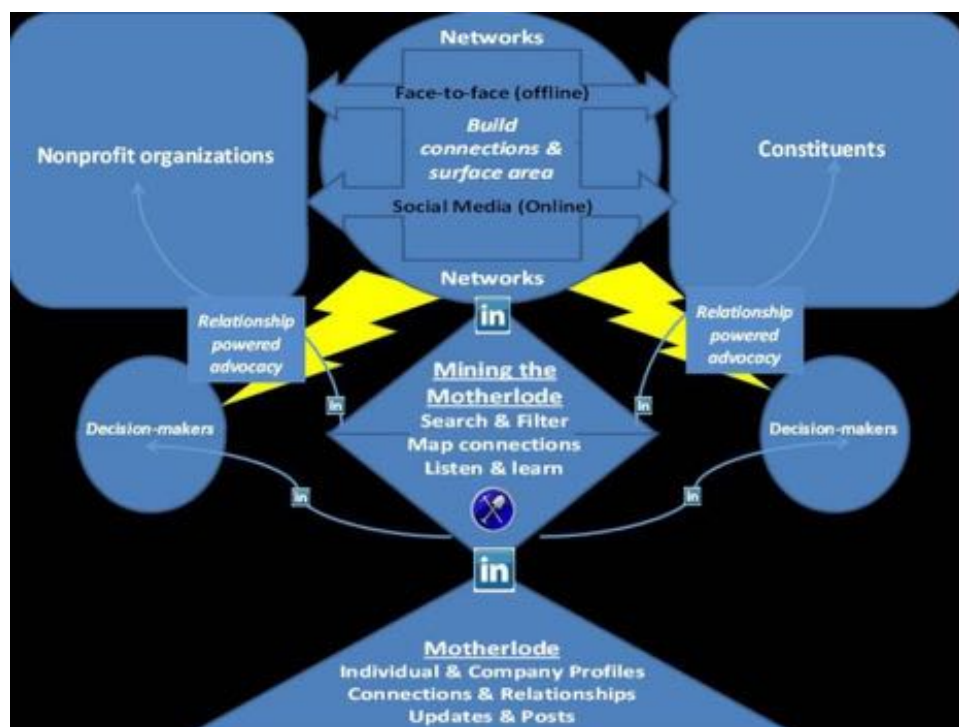 Networks
Face-to-face (offline)
Build
connections &
surface area
Social Media (Online)
Networks
Nonprofit organizations
Constituents
Relationship
powered
advocacy
Relationship
powered
advocacy
Decision-makers
Decision-makers
in
Mining the
Motherlode
Search & Filter
Map connections
Listen & learn
in
in
in
in
in
Motherlode
Individual & Company Profiles
Connections & Relationships
Updates & Posts